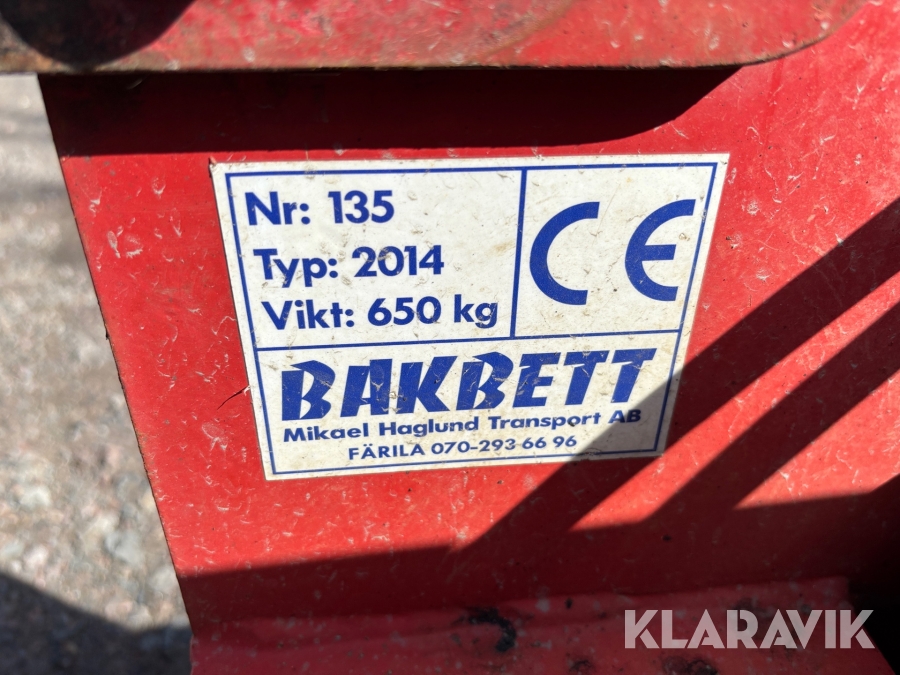 Nr: 135
Typ: 2014
Vikt: 650 kg
CE
BAKBETT
Mikael Haglund Transport AB
FÄRILA 070-293 66 96
KLARAVIK